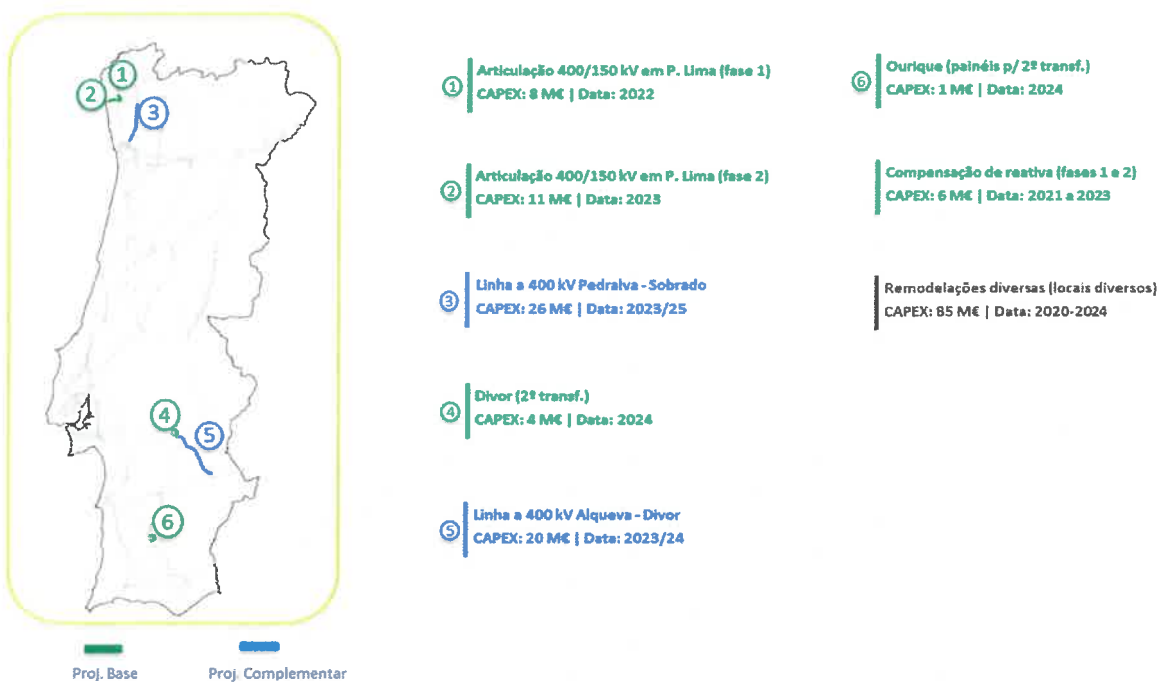 1
2
3
4
5
6
Proj. Base
Proj. Complementar
1
Articulação 400/150 kV em P. Lima (fase 1)
CAPEX: 8 M€ | Data: 2022
2
Articulação 400/150 kV em P. Lima (fase 2)
CAPEX: 11 M€ | Data: 2023
3
Linha a 400 kV Pedralva - Sobrado
CAPEX: 26 M€ | Data: 2023/25
4
Divor (2º transf.)
CAPEX: 4 M€ | Data: 2024
5
Linha a 400 kV Alqueva - Divor
CAPEX: 20 M€ | Data: 2023/24
6
Ourique (painéis p/ 2º transf.)
CAPEX: 1 M€ | Data: 2024
Compensação de reativa (fases 1 e 2)
CAPEX: 6 M€ | Data: 2021 a 2023
Remodelações diversas (locais diversos)
CAPEX: 85 M€ | Data: 2020-2024